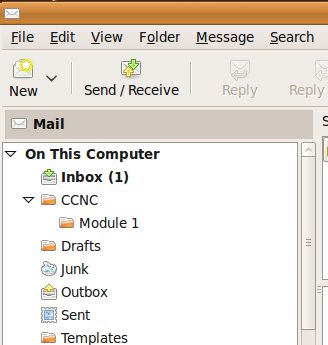 File Edit View Folder Message Search
New Send / Receive Reply Reply
Mail S
On This Computer
Inbox (1)
CCNC
Module 1
Drafts
Junk
Outbox
Sent
Templates